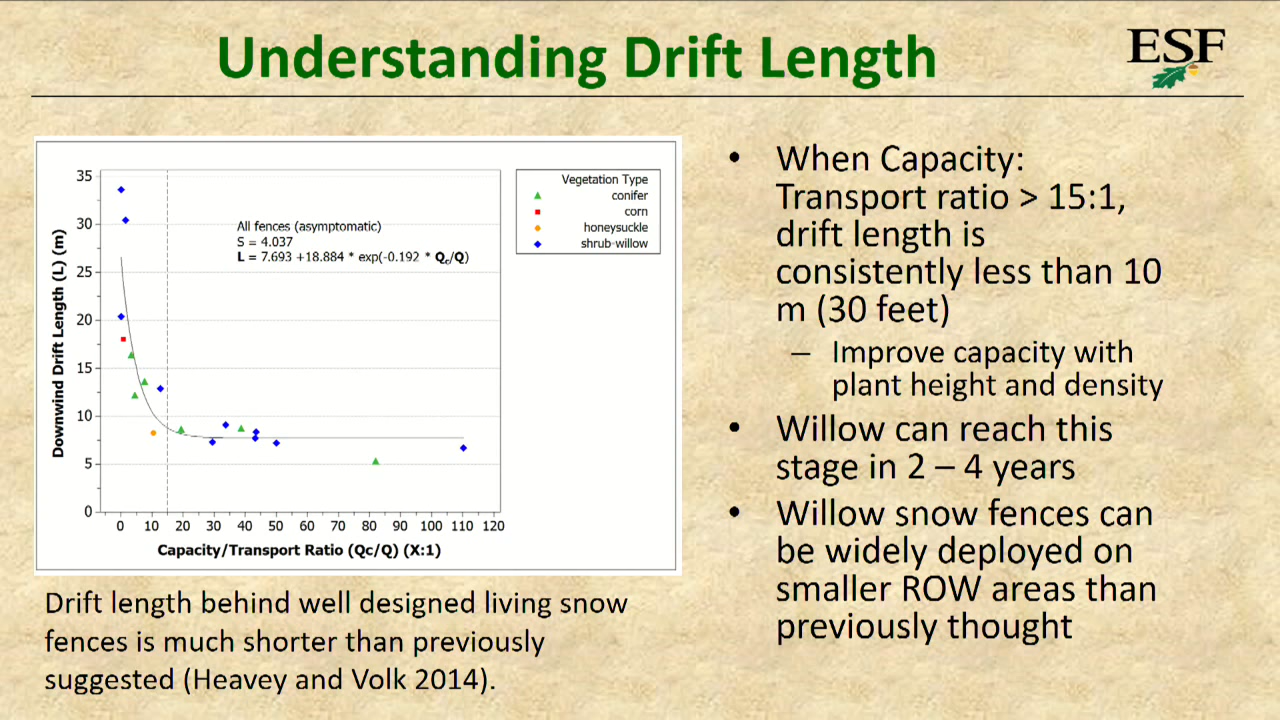 Understanding Drift Length
ESF
35
30
25
20
15
10
5
0
Downwind Drift Length (L) (m)
All fences (asymptomatic)
S = 4.037
L = 7.693 +18.884 * exp(-0.192 * Qc/Q)
Vegetation Type
conifer
corn
honeysuckle
shrub-willow
0 10 20 30 40 50 60 70 80 90 100 110 120
Capacity/Transport Ratio (Qc/Q) (X:1)
Drift length behind well designed living snow
fences is much shorter than previously
suggested (Heavey and Volk 2014).
• When Capacity:
Transport ratio > 15:1,
drift length is
consistently less than 10
m (30 feet)
– Improve capacity with
plant height and density
• Willow can reach this
stage in 2 – 4 years
• Willow snow fences can
be widely deployed on
smaller ROW areas than
previously thought